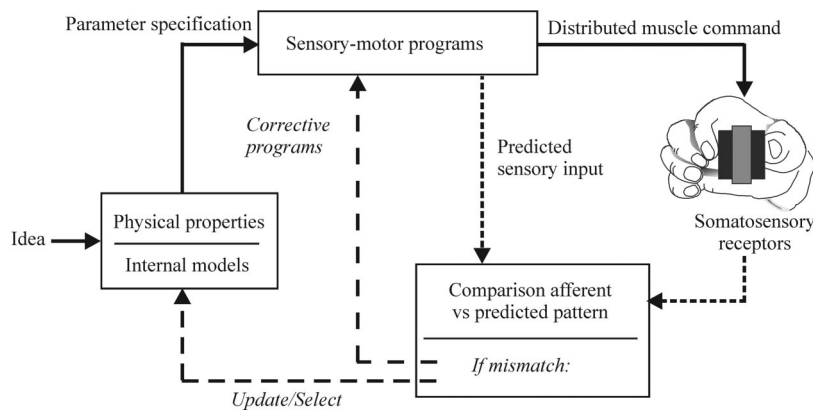 Parameter specification
Sensory-motor programs
Distributed muscle command
Corrective
programs
Predicted
sensory input
Idea
Physical properties
Internal models
Somatosensory
receptors
Comparison afferent
vs predicted pattern
If mismatch:
Update/Select